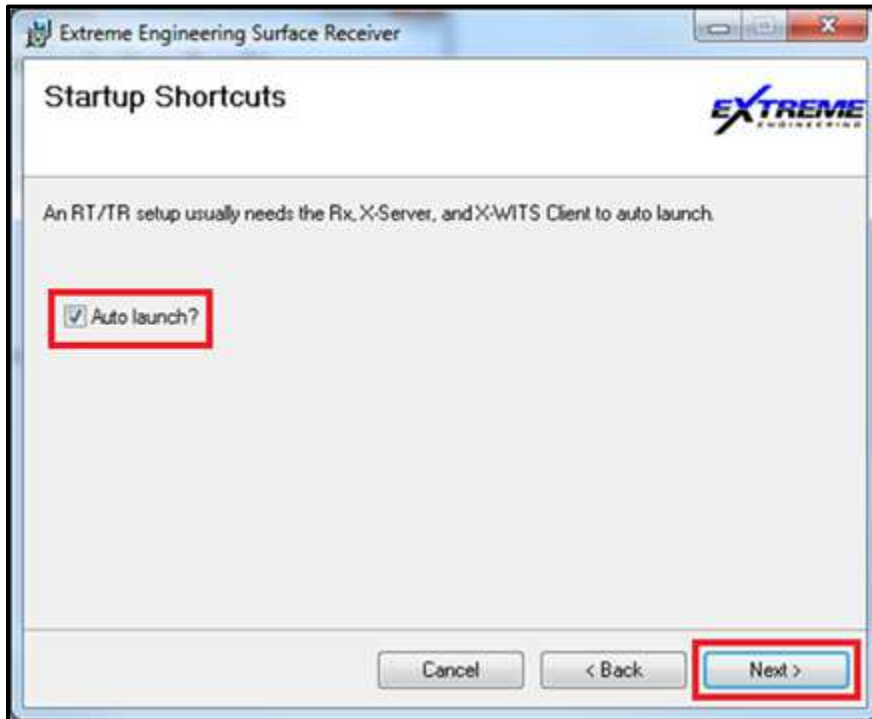 Extreme Engineering Surface Receiver
Startup Shortcuts
EXTREME
ENGINEERING
An RT/TR setup usually needs the Rx, X-Server, and X-WITS Client to auto launch.
Auto launch?
Cancel
< Back
Next >